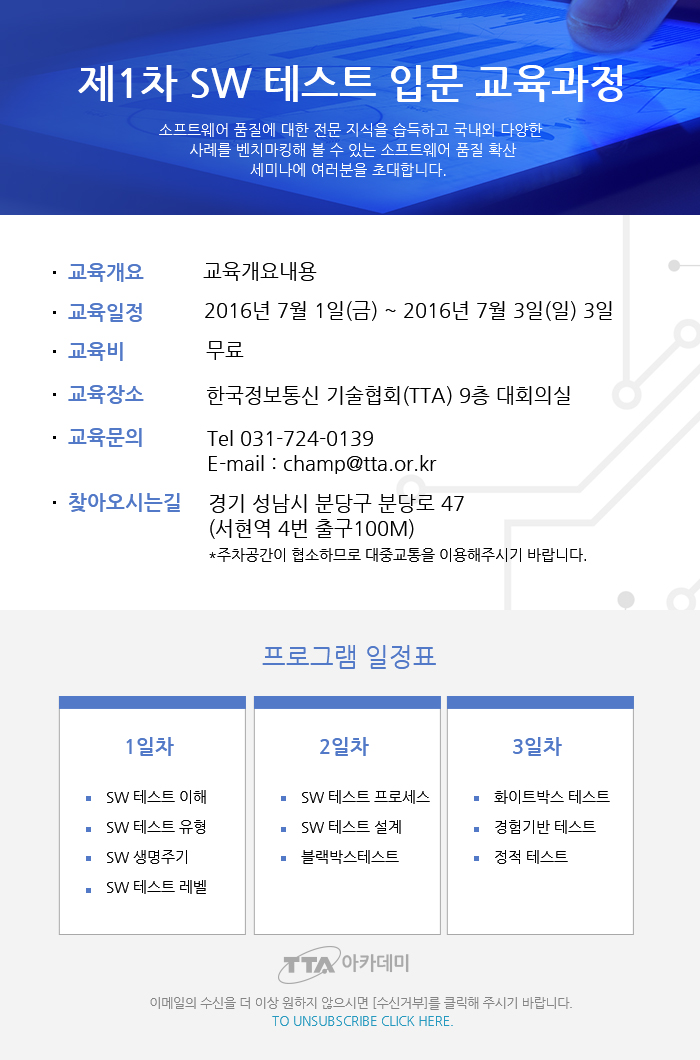 제1차 SW 테스트 입문 교육과정
소프트웨어 품질에 대한 전문 지식을 습득하고 국내외 다양한
사례를 벤치마킹해 볼 수 있는 소프트웨어 품질 확산
세미나에 여러분을 초대합니다.
· 교육개요 교육개요내용
· 교육일정 2016년 7월 1일(금) ~ 2016년 7월 3일(일) 3일
· 교육비 무료
· 교육장소 한국정보통신 기술협회(TTA) 9층 대회의실
· 교육문의 Tel 031-724-0139
E-mail : champ@tta.or.kr
· 찾아오시는길 경기 성남시 분당구 분당로 47
(서현역 4번 출구100M)
*주차공간이 협소하므로 대중교통을 이용해주시기 바랍니다.
프로그램 일정표
1일차
SW 테스트 이해
SW 테스트 유형
SW 생명주기
SW 테스트 레벨
2일차
SW 테스트 프로세스
SW 테스트 설계
블랙박스테스트
3일차
화이트박스 테스트
경험기반 테스트
정적 테스트
TTA 아카데미
이메일의 수신을 더 이상 원하지 않으시면 [수신거부]를 클릭해 주시기 바랍니다.
TO UNSUBSCRIBE CLICK HERE.